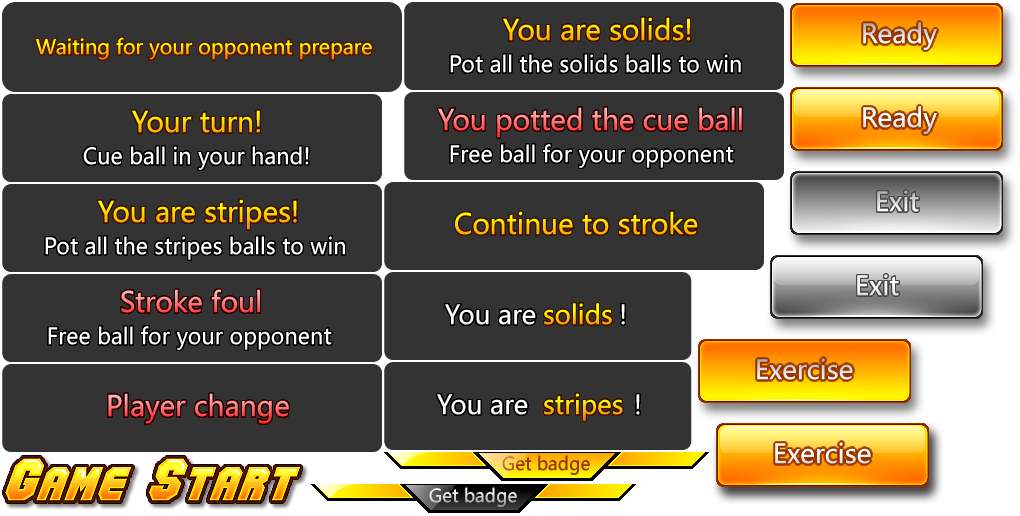 Waiting for your opponent prepare
You are solids!
Pot all the solids balls to win
Ready
Your turn!
Cue ball in your hand!
You potted the cue ball
Free ball for your opponent
Ready
You are stripes!
Pot all the stripes balls to win
Continue to stroke
Exit
Stroke foul
Free ball for your opponent
You are solids !
Exit
Player change
You are stripes !
Exercise
Exercise
GAME START
Get badge
Get badge